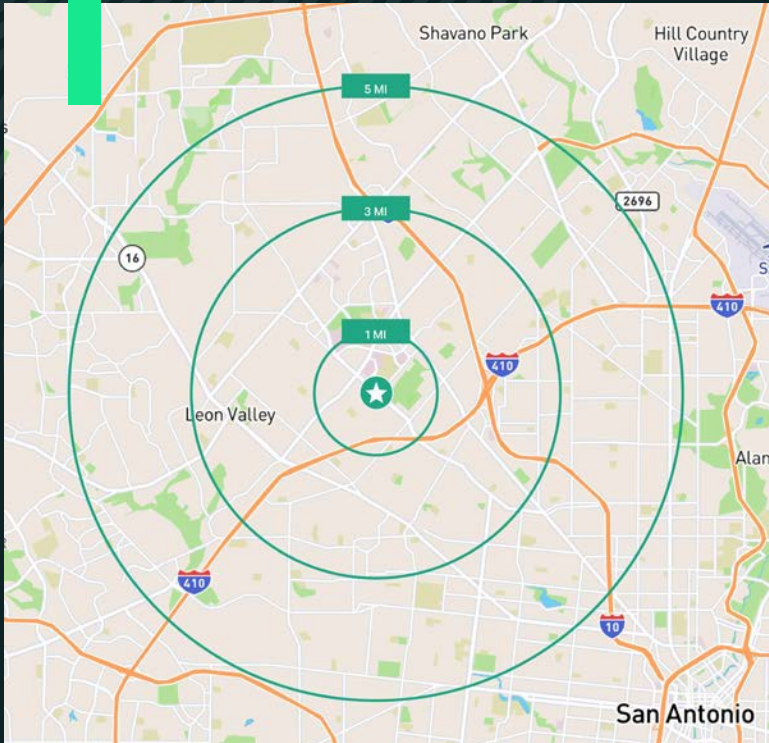 Shavano Park
Hill Country
Village
5 MI
3 MI
2696
16
410
1 MI
410
Leon Valley
410
10
San Antonio